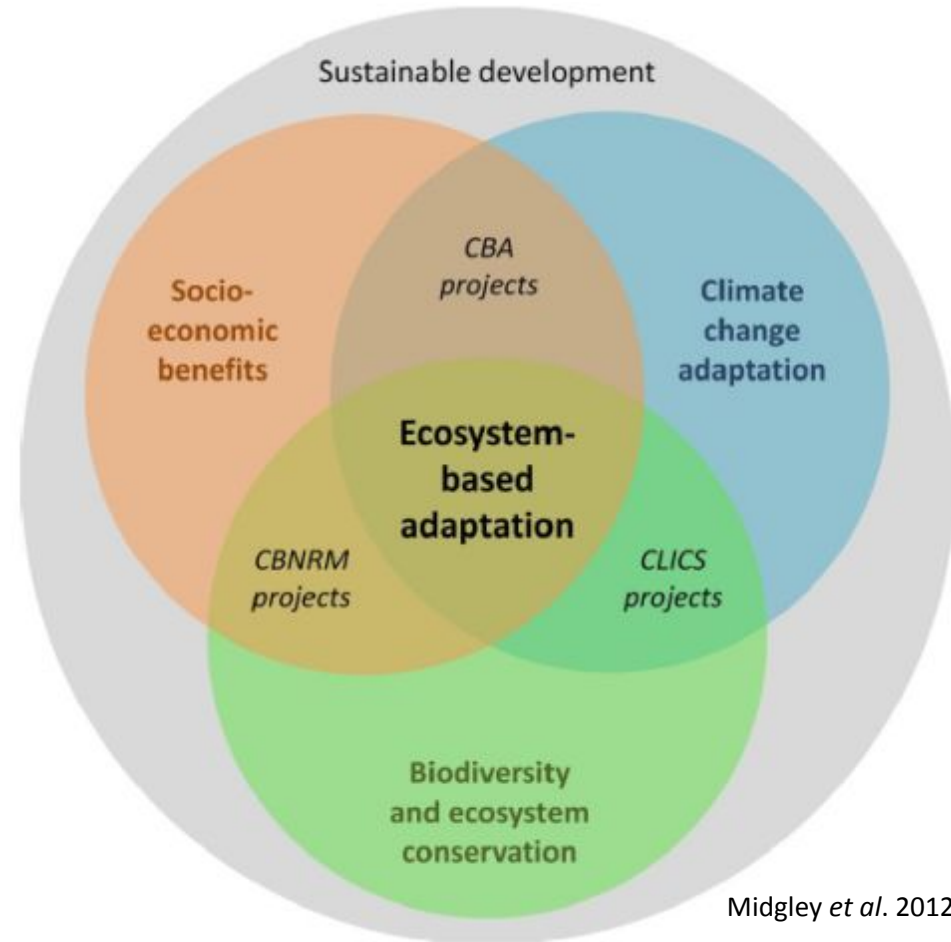 Sustainable development
CBA
projects
Socio-
economic
benefits
Climate
change
adaptation
Ecosystem-
based
adaptation
CBNRM
projects
CLICS
projects
Biodiversity
and ecosystem
conservation
Midgley et al. 2012